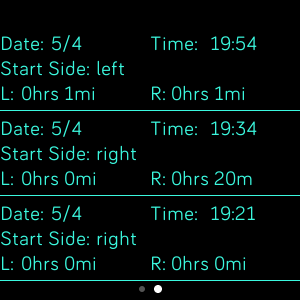 Date: 5/4 Time: 19:54
Start Side: left
L: 0hrs 1mi R: 0hrs 1mi
Date: 5/4 Time: 19:34
Start Side: right
L: 0hrs 0mi R: 0hrs 20m
Date: 5/4 Time: 19:21
Start Side: right
L: 0hrs 0mi R: 0hrs 0mi